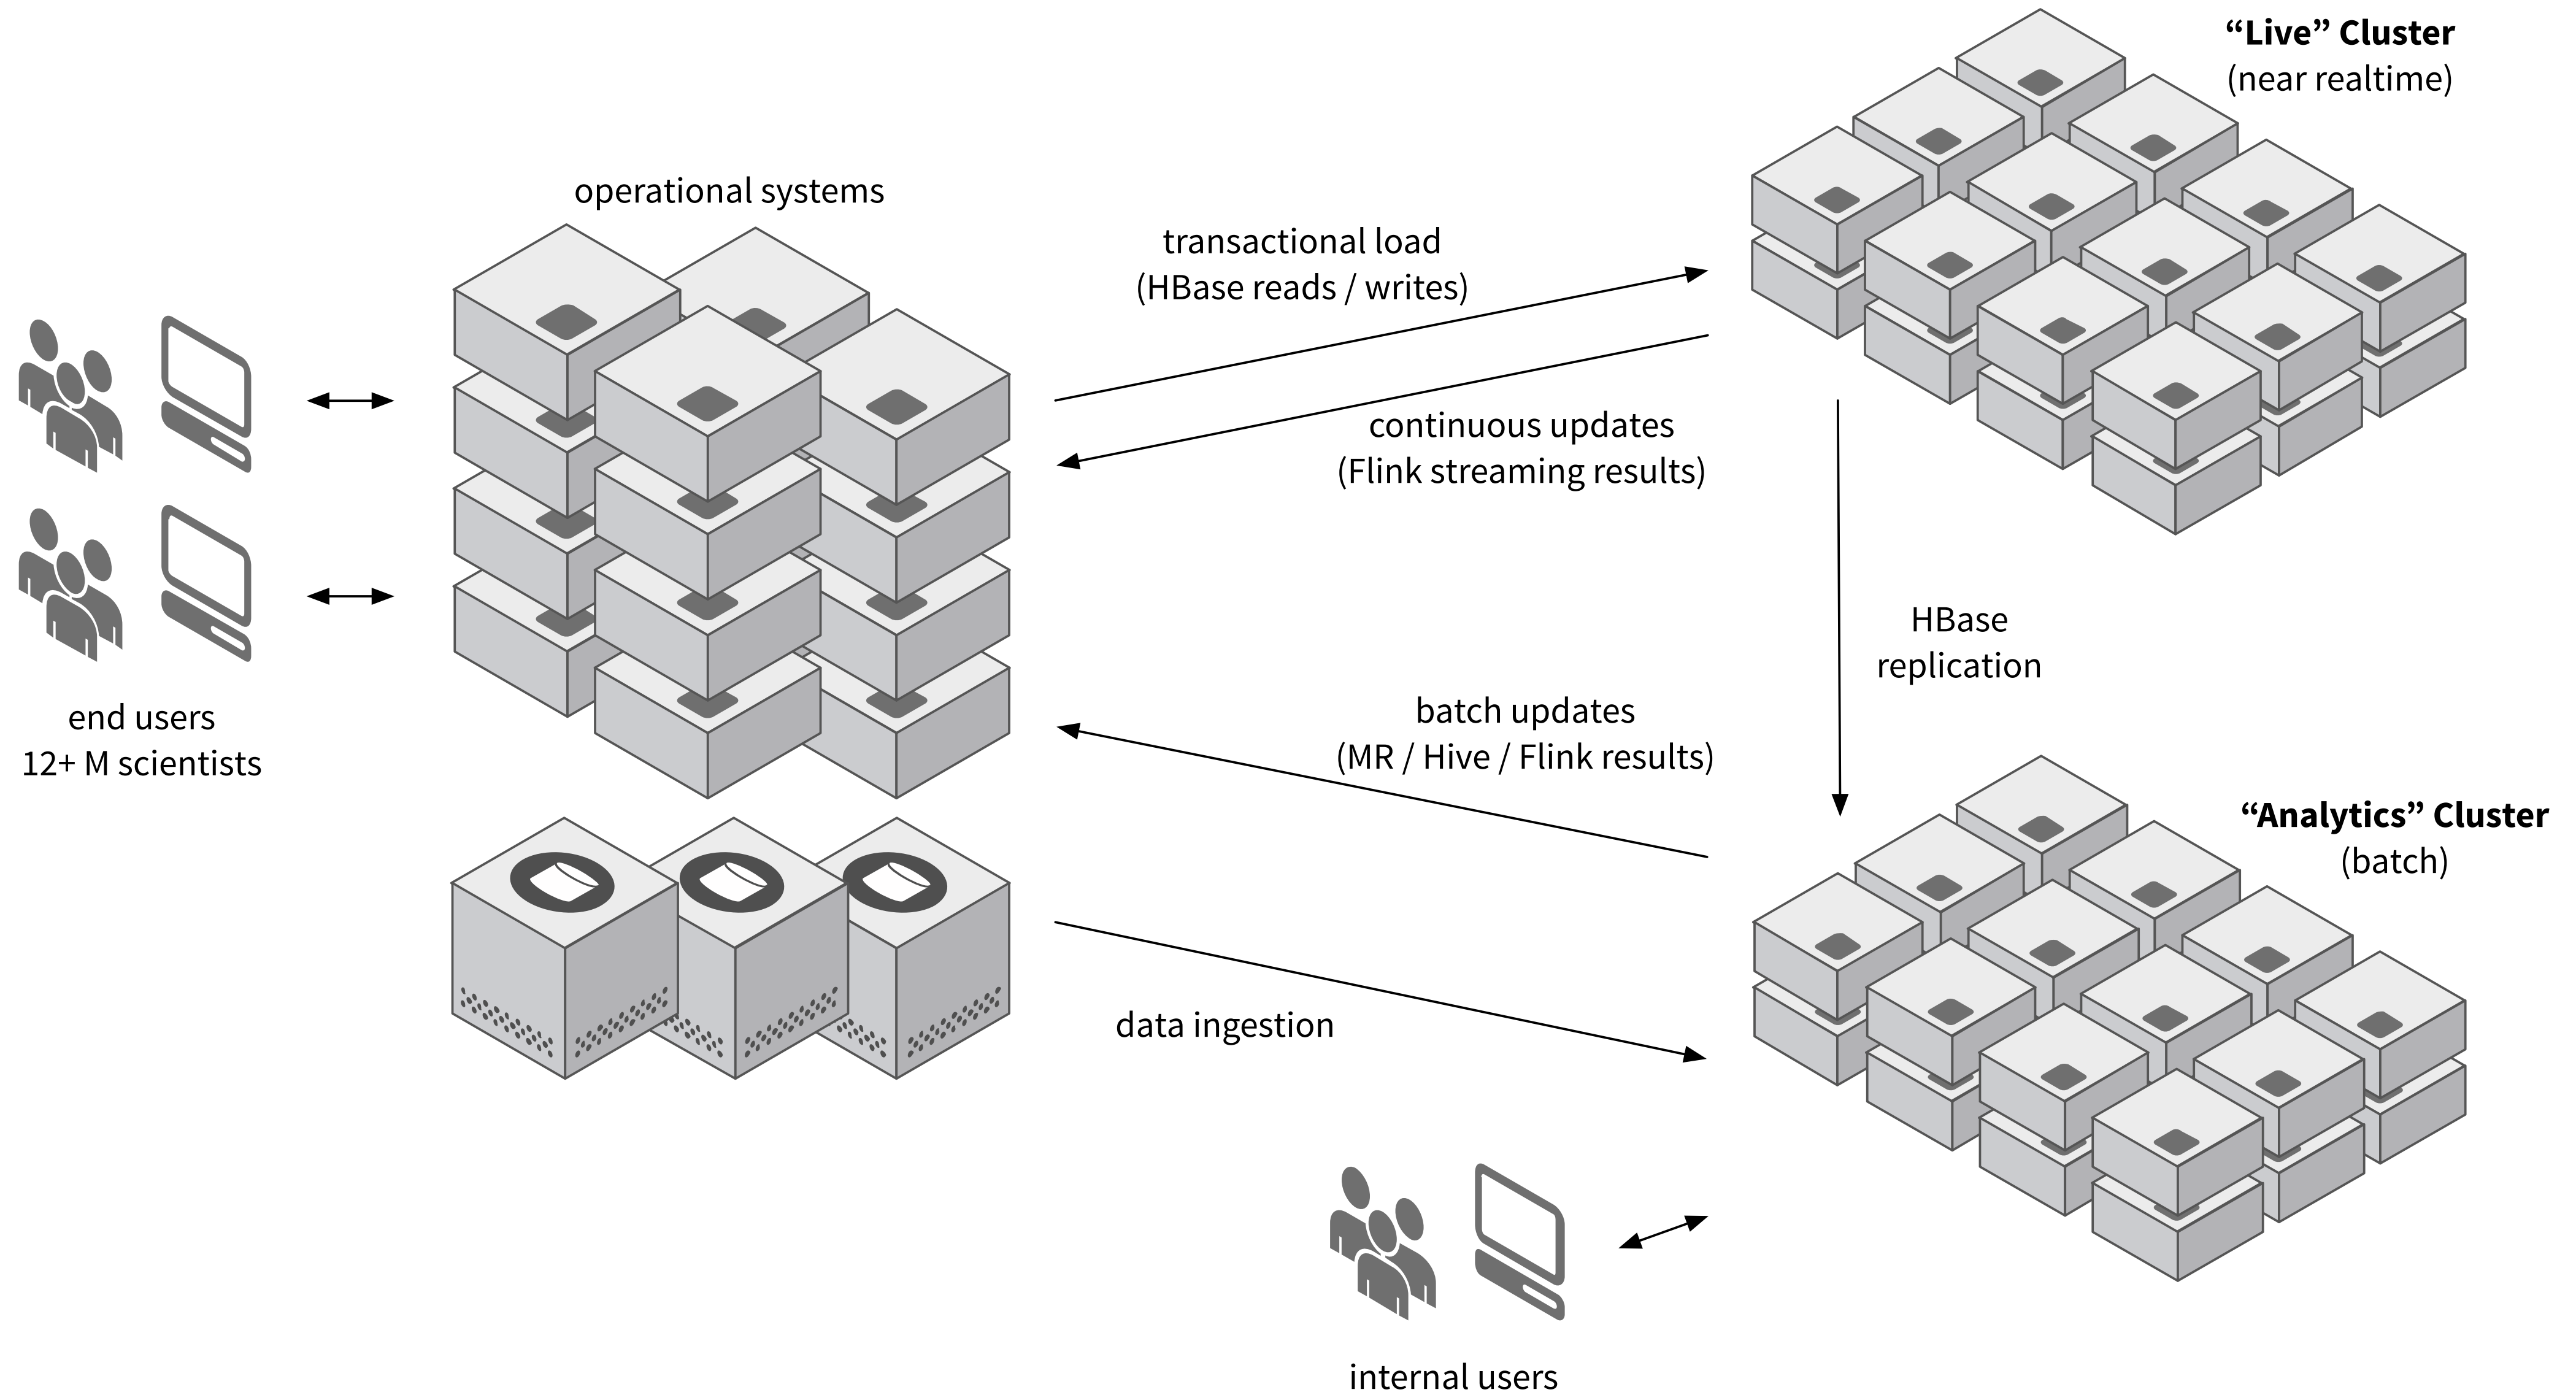 “Live” Cluster
(near realtime)
operational systems
transactional load
(HBase reads / writes)
continuous updates
(Flink streaming results)
HBase
replication
end users
12+ M scientists
batch updates
(MR / Hive / Flink results)
“Analytics” Cluster
(batch)
data ingestion
internal users